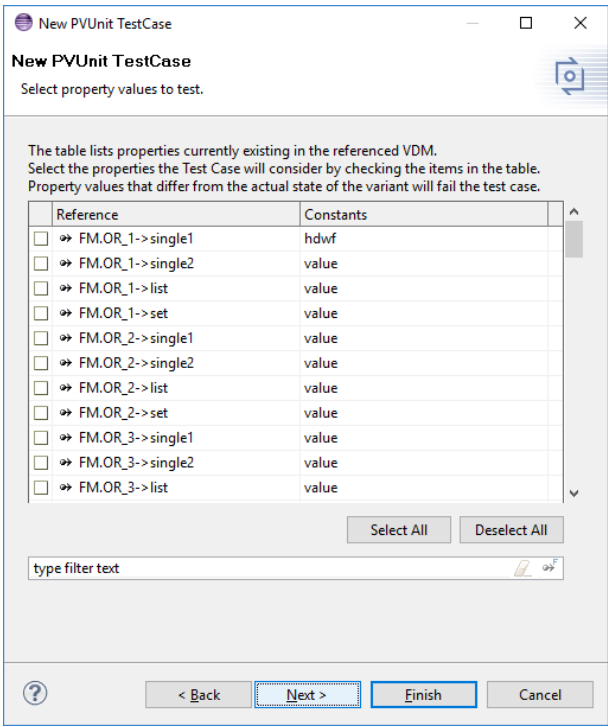 New PVUnit TestCase
New PVUnit TestCase
Select property values to test.
The table lists properties currently existing in the referenced VDM.
Select the properties the Test Case will consider by checking the items in the table.
Property values that differ from the actual state of the variant will fail the test case.
Reference Constants
FM.OR_1->single1 hdwf
FM.OR_1->single2 value
FM.OR_1->list value
FM.OR_1->set value
FM.OR_2->single1 value
FM.OR_2->single2 value
FM.OR_2->list value
FM.OR_2->set value
FM.OR_3->single1 value
FM.OR_3->single2 value
FM.OR_3->list value
Select All Deselect All
type filter text
< Back Next > Finish Cancel